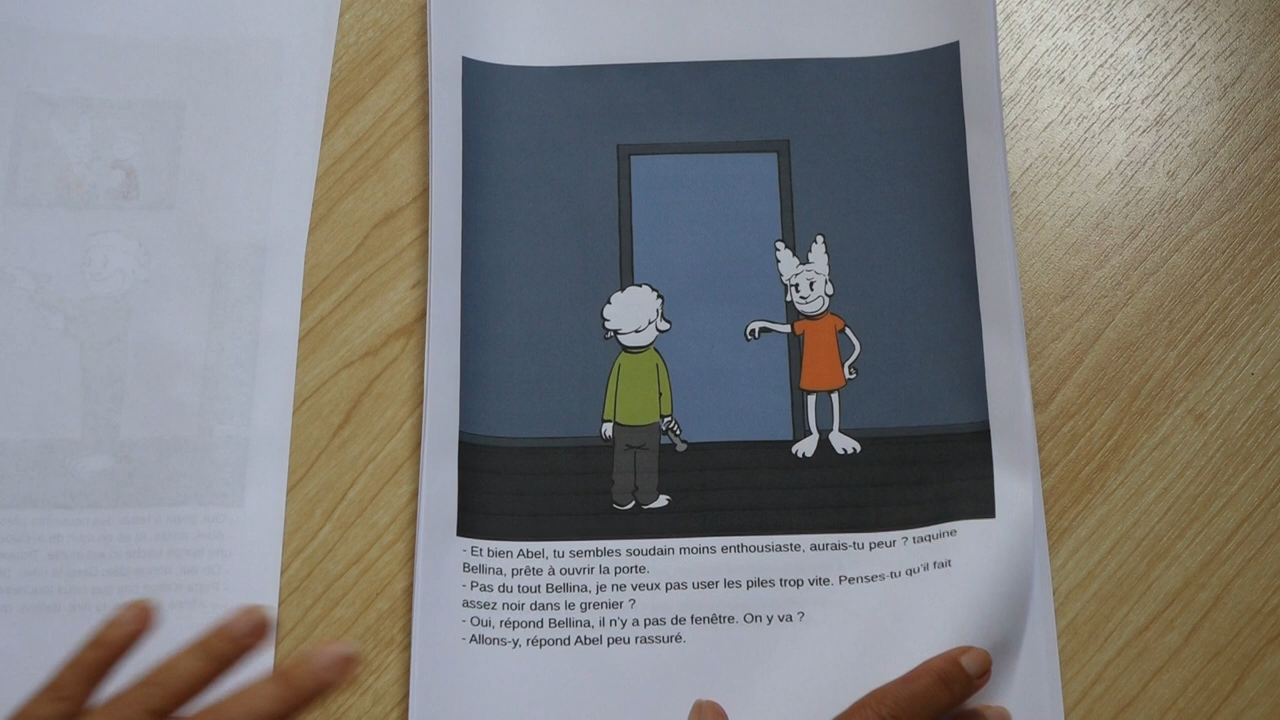 - Et bien Abel, tu sembles soudain moins enthousiaste, aurais-tu peur ? taquine
Bellina, prête à ouvrir la porte.
- Pas du tout Bellina, je ne veux pas user les piles trop vite. Penses-tu qu'il fait
assez noir dans le grenier ?
- Oui, répond Bellina, il n'y a pas de fenêtre. On y va ?
- Allons-y, répond Abel peu rassuré.